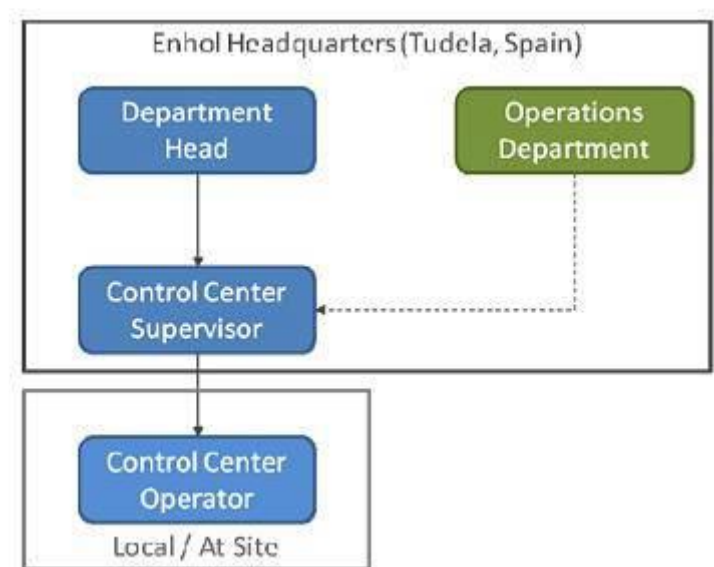 Enhol Headquarters (Tudela, Spain)
Department
Head
Operations
Department
Control Center
Supervisor
Control Center
Operator
Local / At Site